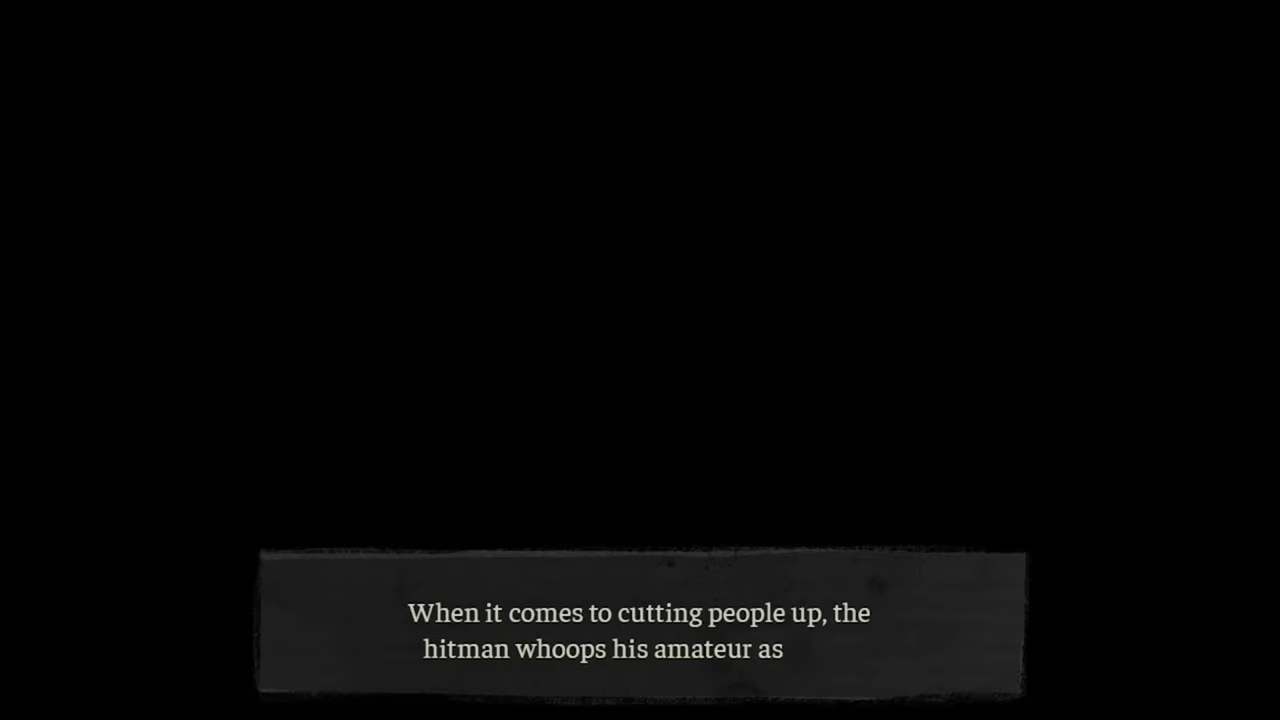 When it comes to cutting people up, the
hitman whoops his amateur as